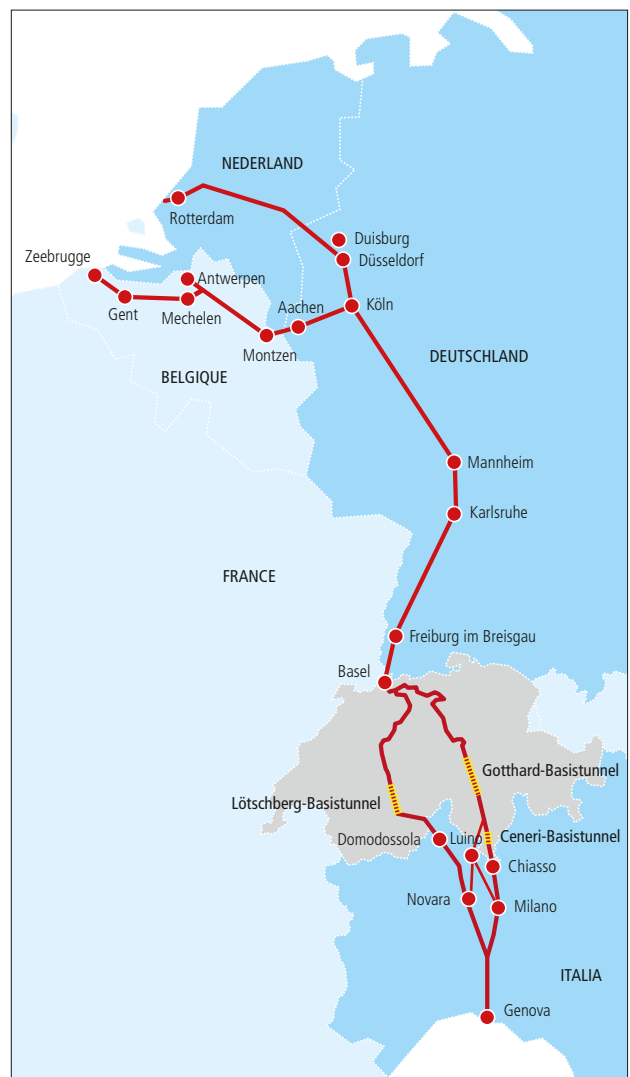 NEDERLAND
Rotterdam
Duisburg
Zeebrugge
Düsseldorf
Antwerpen
Aachen
Köln
Gent
Mechelen
Montzen
DEUTSCHLAND
BELGIQUE
Mannheim
Karlsruhe
FRANCE
Freiburg im Breisgau
Basel
Gotthard-Basistunnel
Lötschberg-Basistunnel
Domodossola
Luino
Ceneri-Basistunnel
Chiasso
Novara
Milano
ITALIA
Genova